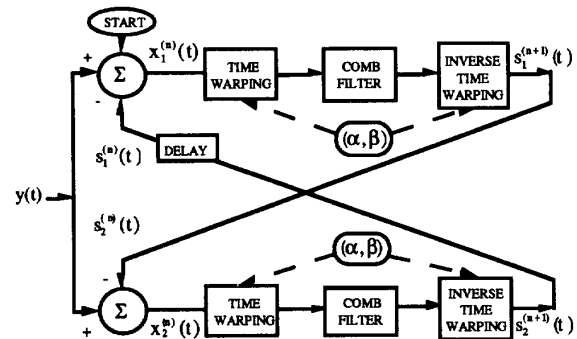 START
+
Σ
x₁⁽ⁿ⁾(t)
TIME
WARPING
COMB
FILTER
INVERSE
TIME
WARPING
s₁⁽ⁿ⁺¹⁾(t)
-
(α,β)
s₁⁽ⁿ⁾(t)
DELAY
y(t)
s₂⁽ⁿ⁾(t)
(α,β)
-
Σ
+
x₂⁽ⁿ⁾(t)
TIME
WARPING
COMB
FILTER
INVERSE
TIME
WARPING
s₂⁽ⁿ⁺¹⁾(t)